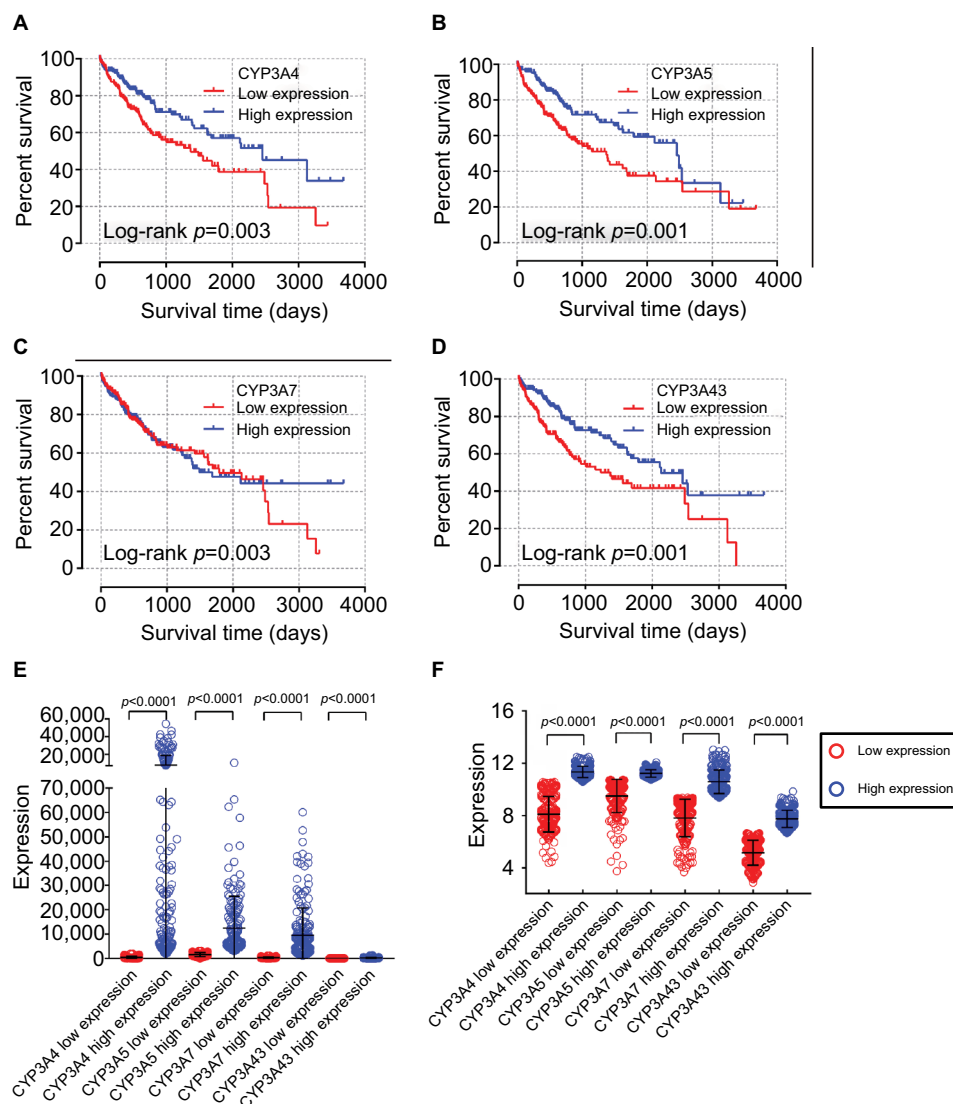 A
100
80
60
40
20
0
Percent survival
CYP3A4
Low expression
High expression
Log-rank p=0.003
0 1000 2000 3000 4000
Survival time (days)
B
100
80
60
40
20
0
Percent survival
CYP3A5
Low expression
High expression
Log-rank p=0.001
0 1000 2000 3000 4000
Survival time (days)
C
100
80
60
40
20
0
Percent survival
CYP3A7
Low expression
High expression
Log-rank p=0.003
0 1000 2000 3000 4000
Survival time (days)
D
100
80
60
40
20
0
Percent survival
CYP3A43
Low expression
High expression
Log-rank p=0.001
0 1000 2000 3000 4000
Survival time (days)
E
p<0.0001 p<0.0001 p<0.0001 p<0.0001
60,000
40,000
20,000
70,000
60,000
50,000
40,000
30,000
20,000
10,000
0
Expression
CYP3A4 low expression
CYP3A4 high expression
CYP3A5 low expression
CYP3A5 high expression
CYP3A7 low expression
CYP3A7 high expression
CYP3A43 low expression
CYP3A43 high expression
F
p<0.0001 p<0.0001 p<0.0001 p<0.0001
16
12
8
4
Expression
CYP3A4 low expression
CYP3A4 high expression
CYP3A5 low expression
CYP3A5 high expression
CYP3A7 low expression
CYP3A7 high expression
CYP3A43 low expression
CYP3A43 high expression
Low expression
High expression